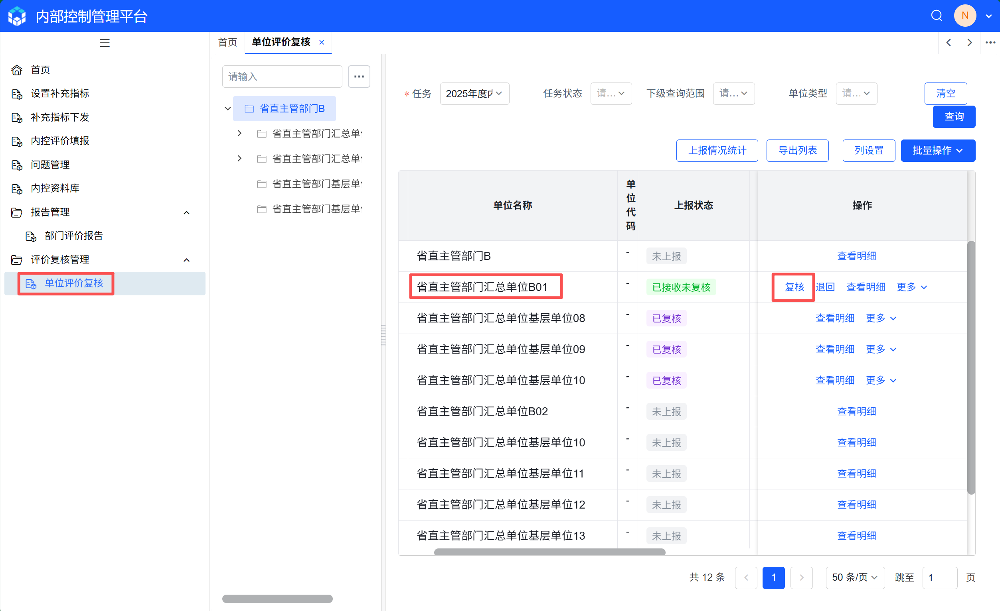 内部控制管理平台
N
首页
单位评价复核
首页
设置补充指标
补充指标下发
内控评价填报
问题管理
内控资料库
报告管理
部门评价报告
评价复核管理
单位评价复核
请输入
省直主管部门B
省直主管部门汇总单
省直主管部门汇总单
省直主管部门基层单
省直主管部门基层单
* 任务 2025年度 任务状态 请... 下级查询范围 请... 单位类型 请... 清空
查询
上报情况统计 导出列表 列设置 批量操作
单位名称 单位代码 上报状态 操作
省直主管部门B 未上报 查看明细
省直主管部门汇总单位B01 已接收未复核 复核 退回 查看明细 更多
省直主管部门汇总单位基层单位08 已复核 查看明细 更多
省直主管部门汇总单位基层单位09 已复核 查看明细 更多
省直主管部门汇总单位基层单位10 已复核 查看明细 更多
省直主管部门汇总单位B02 未上报 查看明细
省直主管部门汇总单位基层单位10 未上报 查看明细
省直主管部门汇总单位基层单位11 未上报 查看明细
省直主管部门汇总单位基层单位12 未上报 查看明细
省直主管部门汇总单位基层单位13 未上报 查看明细
共 12 条 1 50 条/页 跳至 1 页